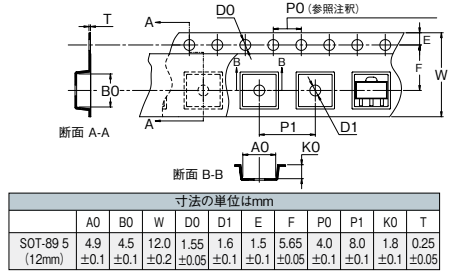 P0 (参照注釈)
T
A
D0
E
W
F
B
B
B0
A
P1
D1
断面 A-A
A0
K0
断面 B-B
寸法の単位はmm
A0 B0 W D0 D1 E F P0 P1 K0 T
SOT-89 5 (12mm) 4.9 ±0.1 4.5 ±0.1 12.0 ±0.2 1.55 ±0.05 1.6 ±0.1 1.5 ±0.1 5.65 ±0.05 4.0 ±0.1 8.0 ±0.1 1.8 ±0.1 0.25 ±0.05